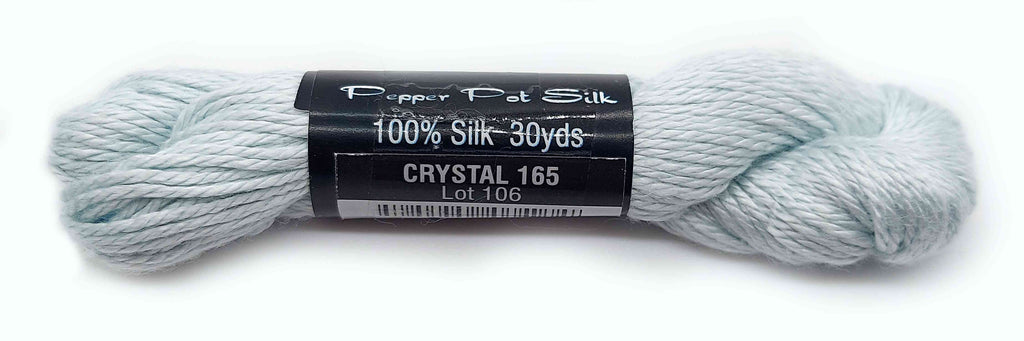 Pepper Pot Silk
100% Silk 30yds
CRYSTAL 165
Lot 106